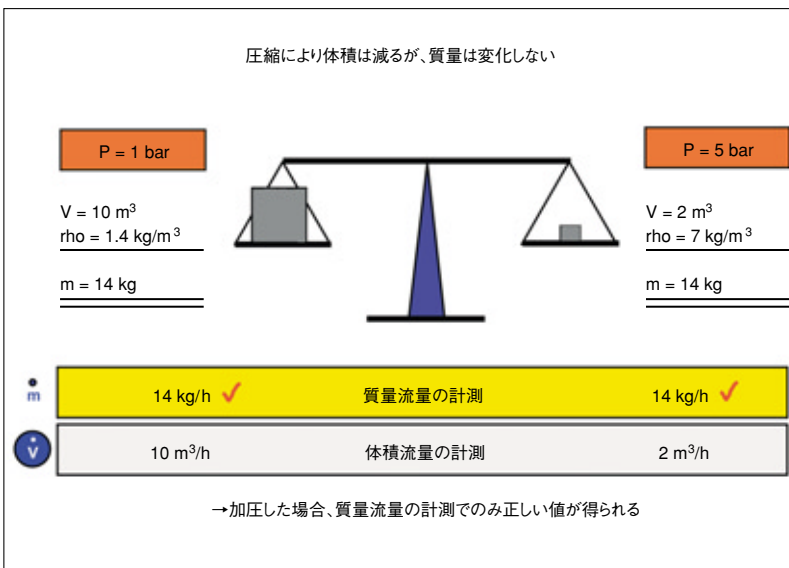 圧縮により体積は減るが、質量は変化しない
P = 1 bar
V = 10 m³
rho = 1.4 kg/m³
m = 14 kg
P = 5 bar
V = 2 m³
rho = 7 kg/m³
m = 14 kg
ṁ 14 kg/h ✓ 質量流量の計測 14 kg/h ✓
V̇ 10 m³/h 体積流量の計測 2 m³/h
→加圧した場合、質量流量の計測でのみ正しい値が得られる